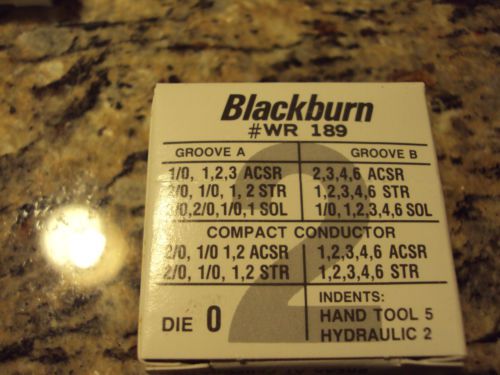 Blackburn
#WR 189
GROOVE A GROOVE B
1/0, 1,2,3 ACSR 2,3,4,6 ACSR
2/0, 1/0, 1, 2 STR 1,2,3,4,6 STR
3/0,2/0,1/0,1 SOL 1/0,1,2,3,4,6 SOL
COMPACT CONDUCTOR
2/0, 1/0 1,2 ACSR 1,2,3,4,6 ACSR
2/0, 1/0 1,2 STR 1,2,3,4,6 STR
2
INDENTS:
DIE 0 HAND TOOL 5
HYDRAULIC 2